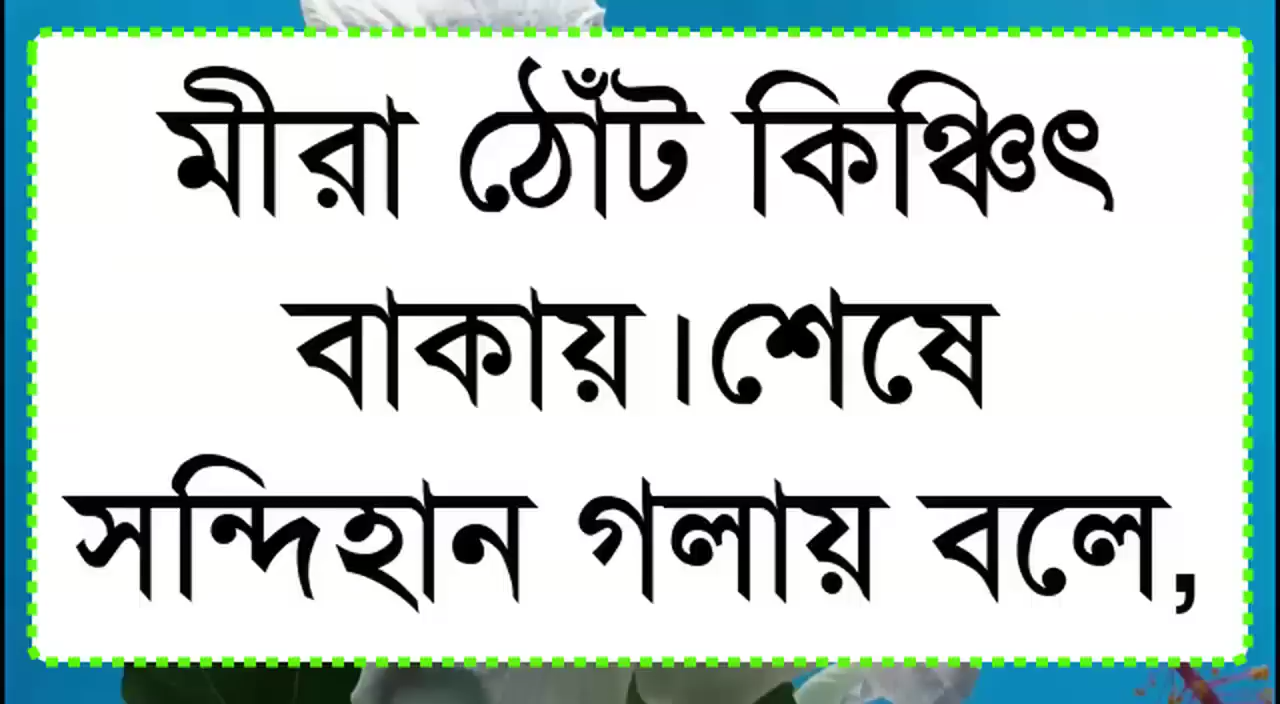 মীরা ঠোঁট কিঞ্চিৎ
বাকায়।শেষে
সন্দিহান গলায় বলে,